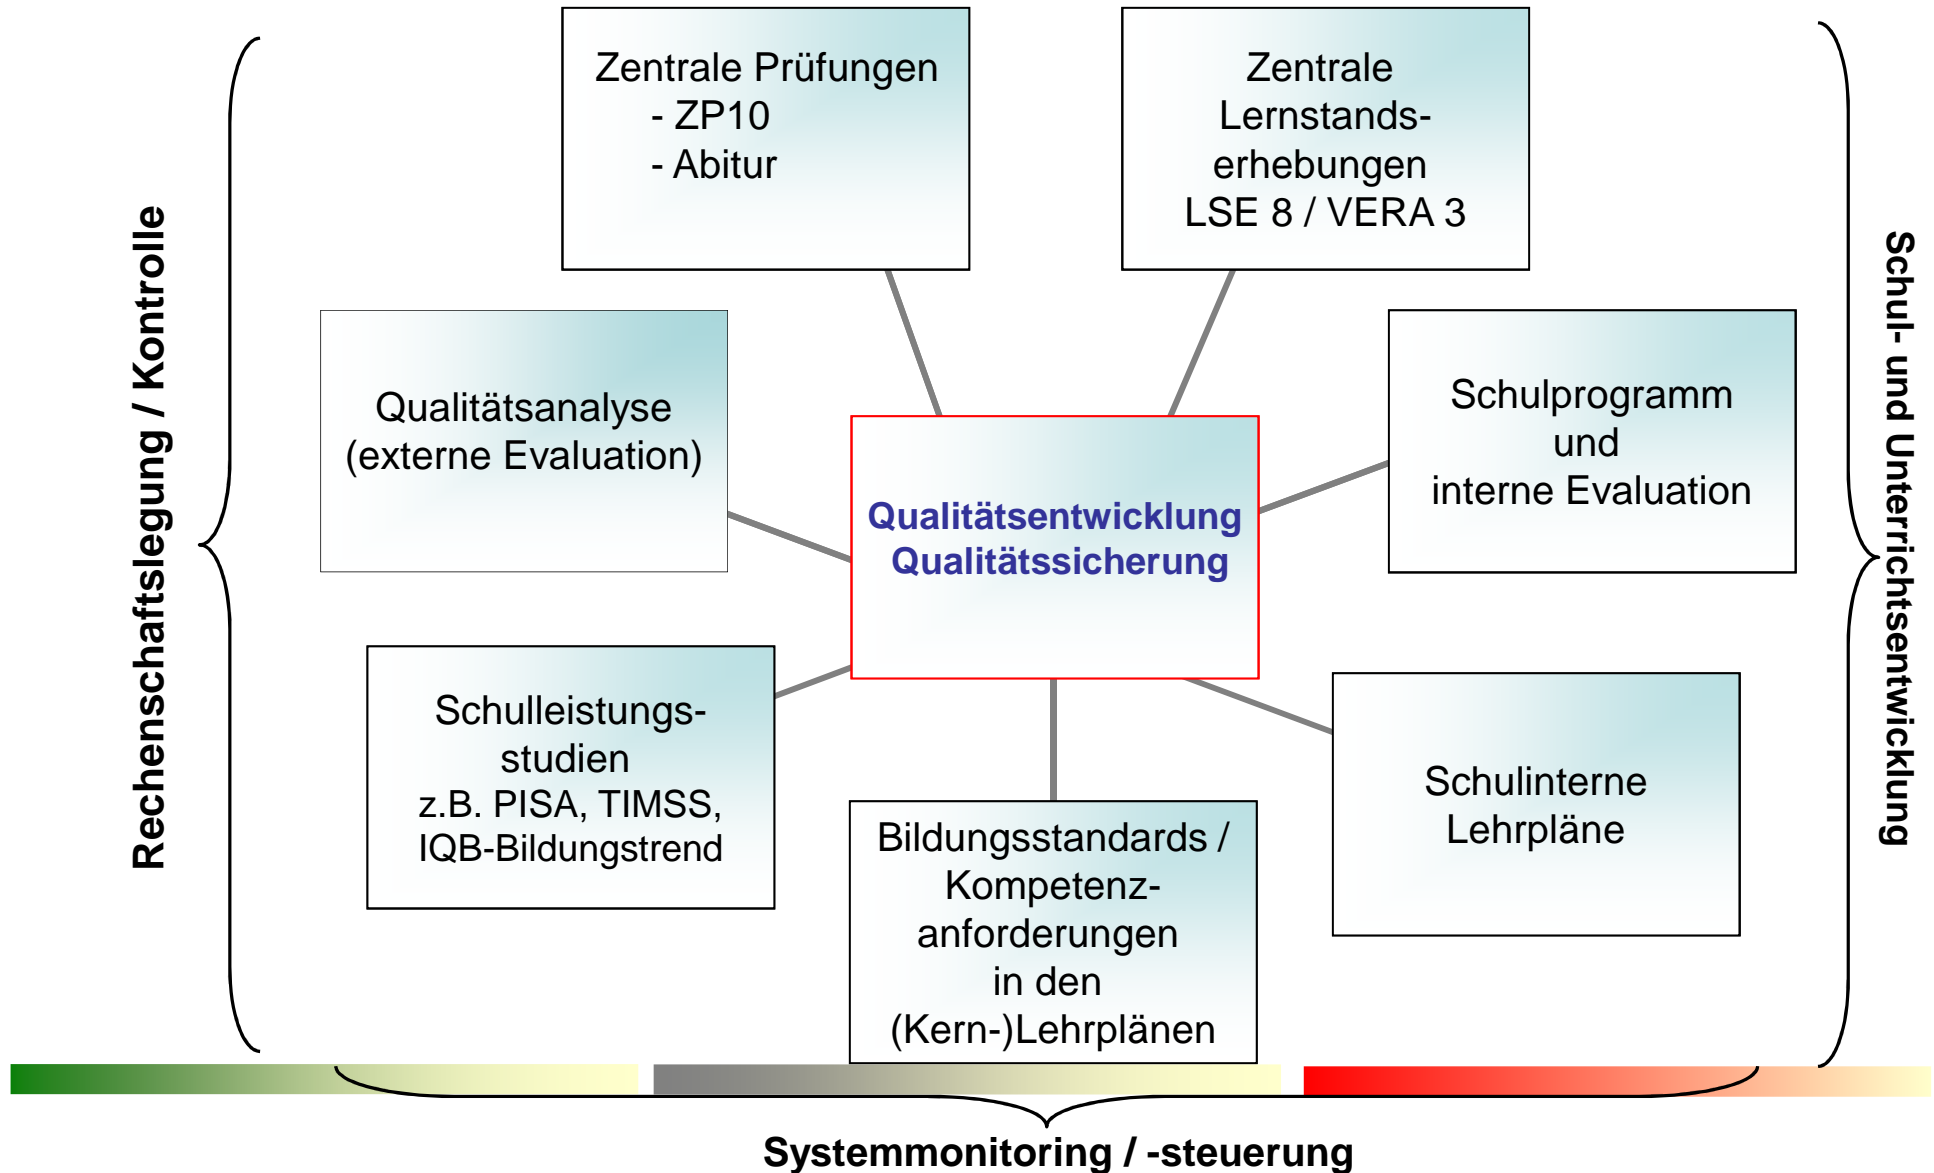 Zentrale Prüfungen
- ZP10
- Abitur
Zentrale
Lernstands-
erhebungen
LSE 8 / VERA 3
Rechenschaftslegung / Kontrolle
Qualitätsanalyse
(externe Evaluation)
Qualitätsentwicklung
Qualitätssicherung
Schulprogramm
und
interne Evaluation
Schul- und Unterrichtsentwicklung
Schulleistungs-
studien
z.B. PISA, TIMSS,
IQB-Bildungstrend
Bildungsstandards /
Kompetenz-
anforderungen
in den
(Kern-)Lehrplänen
Schulinterne
Lehrpläne
Systemmonitoring / -steuerung